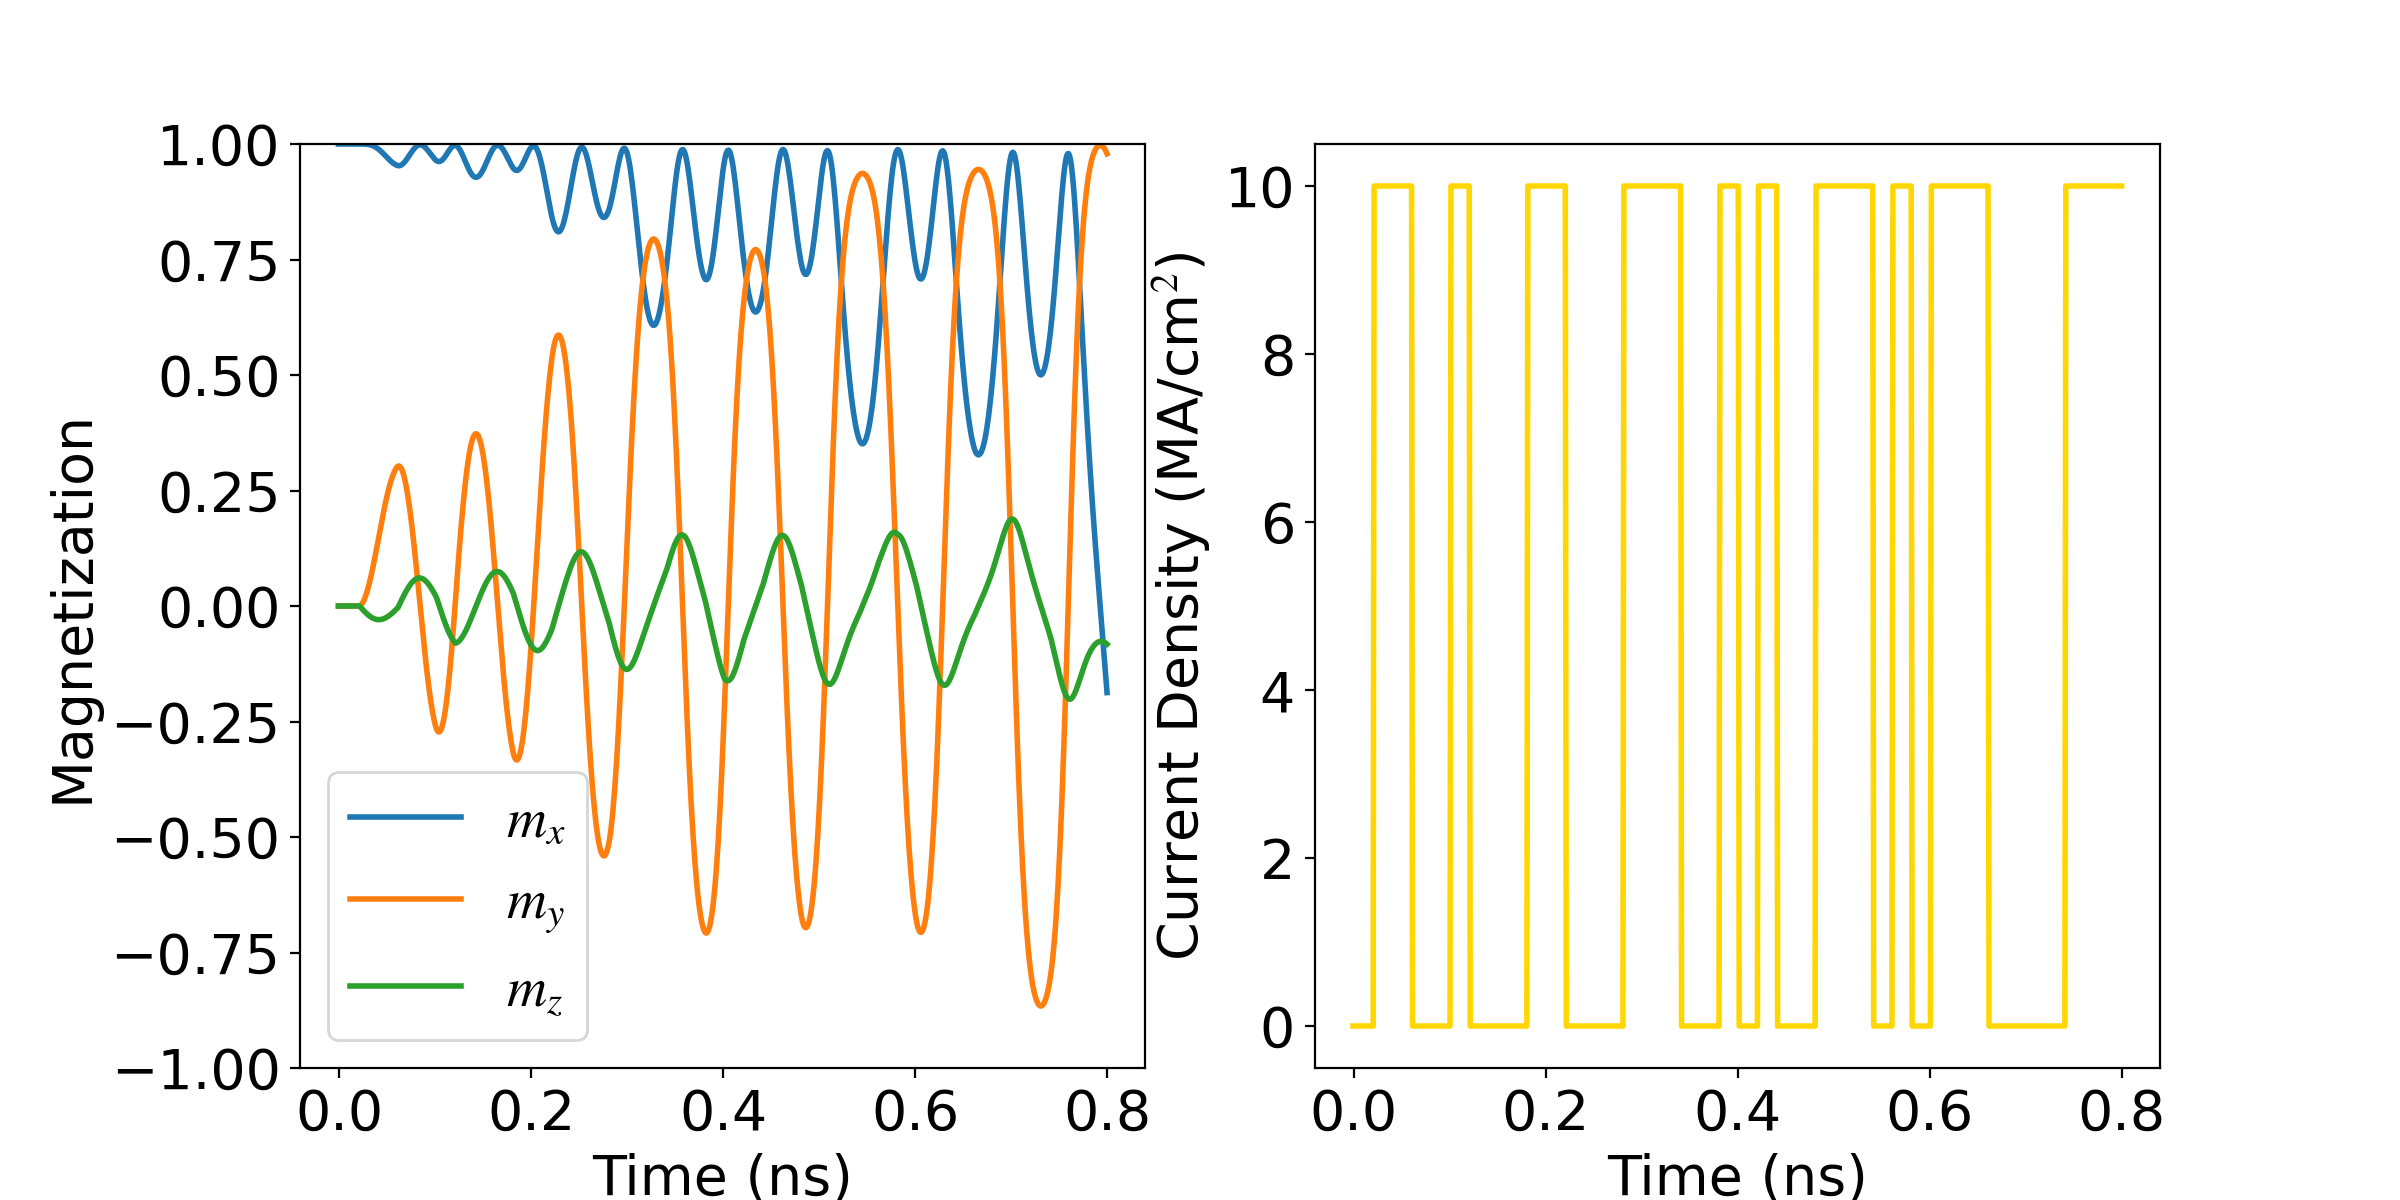 Magnetization
1.00
0.75
0.50
0.25
0.00
−0.25
−0.50
−0.75
−1.00
m_x
m_y
m_z
0.0 0.2 0.4 0.6 0.8
Time (ns)
Current Density (MA/cm²)
10
8
6
4
2
0
0.0 0.2 0.4 0.6 0.8
Time (ns)